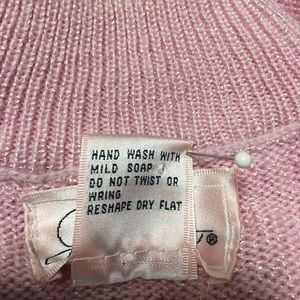 HAND WASH WITH
MILD SOAP
DO NOT TWIST OR
WRING
RESHAPE DRY FLAT
®